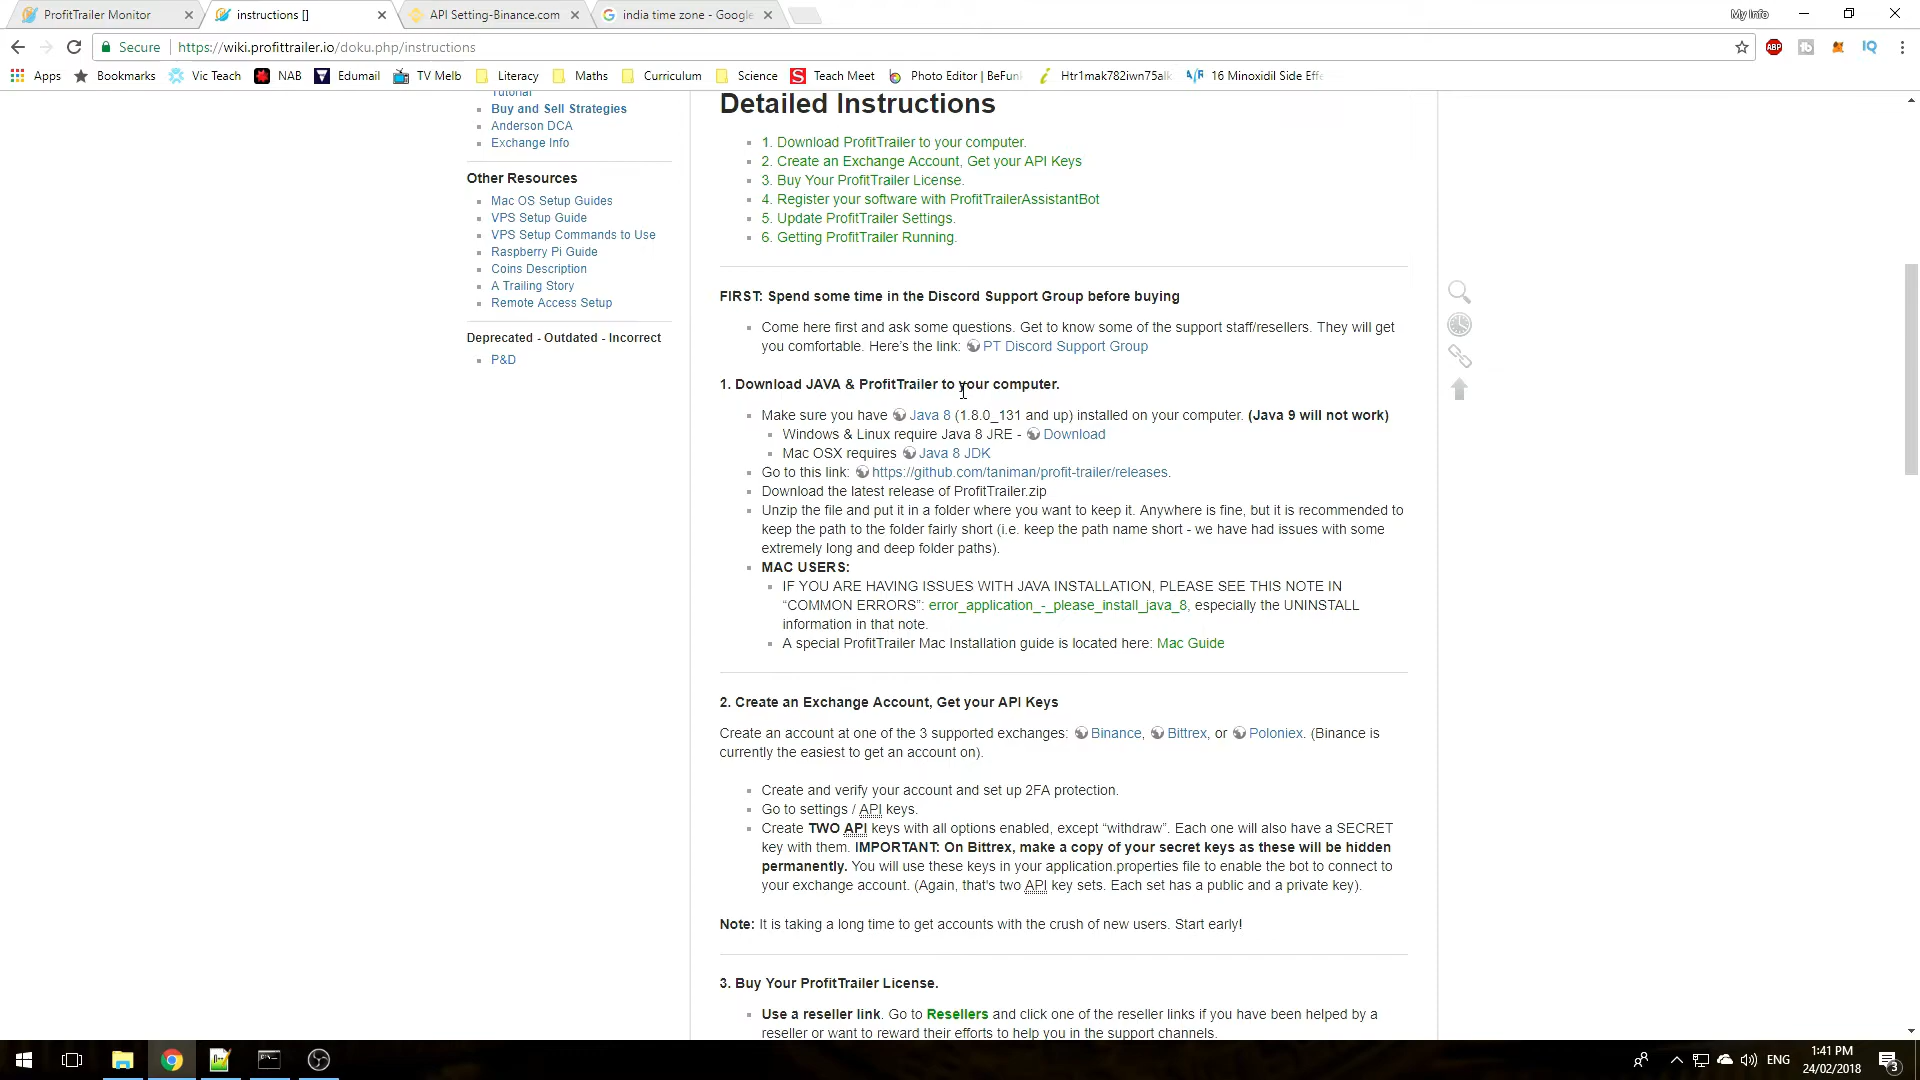 ProfitTrailer Monitor
instructions []
API Setting-Binance.com
india time zone - Google
My Info
Secure
https://wiki.profittrailer.io/doku.php/instructions
ABP
IQ
Apps
Bookmarks
Vic Teach
NAB
Edumail
TV Melb
Literacy
Maths
Curriculum
Science
Teach Meet
Photo Editor | BeFun
Htr1mak782iwn75alk
16 Minoxidil Side Effe
Tutorial
Buy and Sell Strategies
Anderson DCA
Exchange Info
Other Resources
Mac OS Setup Guides
VPS Setup Guide
VPS Setup Commands to Use
Raspberry Pi Guide
Coins Description
A Trailing Story
Remote Access Setup
Deprecated - Outdated - Incorrect
P&D
Detailed Instructions
1. Download ProfitTrailer to your computer.
2. Create an Exchange Account, Get your API Keys
3. Buy Your ProfitTrailer License.
4. Register your software with ProfitTrailerAssistantBot
5. Update ProfitTrailer Settings.
6. Getting ProfitTrailer Running.
FIRST: Spend some time in the Discord Support Group before buying
Come here first and ask some questions. Get to know some of the support staff/resellers. They will get
you comfortable. Here's the link: PT Discord Support Group
1. Download JAVA & ProfitTrailer to your computer.
Make sure you have Java 8 (1.8.0_131 and up) installed on your computer. (Java 9 will not work)
Windows & Linux require Java 8 JRE - Download
Mac OSX requires Java 8 JDK
Go to this link: https://github.com/taniman/profit-trailer/releases.
Download the latest release of ProfitTrailer.zip
Unzip the file and put it in a folder where you want to keep it. Anywhere is fine, but it is recommended to
keep the path to the folder fairly short (i.e. keep the path name short - we have had issues with some
extremely long and deep folder paths).
MAC USERS:
IF YOU ARE HAVING ISSUES WITH JAVA INSTALLATION, PLEASE SEE THIS NOTE IN
“COMMON ERRORS”: error_application_-_please_install_java_8, especially the UNINSTALL
information in that note.
A special ProfitTrailer Mac Installation guide is located here: Mac Guide
2. Create an Exchange Account, Get your API Keys
Create an account at one of the 3 supported exchanges: Binance, Bittrex, or Poloniex. (Binance is
currently the easiest to get an account on).
Create and verify your account and set up 2FA protection.
Go to settings / API keys.
Create TWO API keys with all options enabled, except “withdraw”. Each one will also have a SECRET
key with them. IMPORTANT: On Bittrex, make a copy of your secret keys as these will be hidden
permanently. You will use these keys in your application.properties file to enable the bot to connect to
your exchange account. (Again, that's two API key sets. Each set has a public and a private key).
Note: It is taking a long time to get accounts with the crush of new users. Start early!
3. Buy Your ProfitTrailer License.
Use a reseller link. Go to Resellers and click one of the reseller links if you have been helped by a
reseller or want to reward their efforts to help you in the support channels.
ENG
1:41 PM
24/02/2018
3